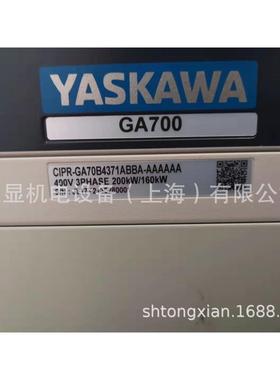 YASKAWA
GA700
CIPR-GA70B4371ABBA-AAAAAA
400V 3PHASE 200kW/160kW
显机电设备（上海）有限
shtongxian.1688.